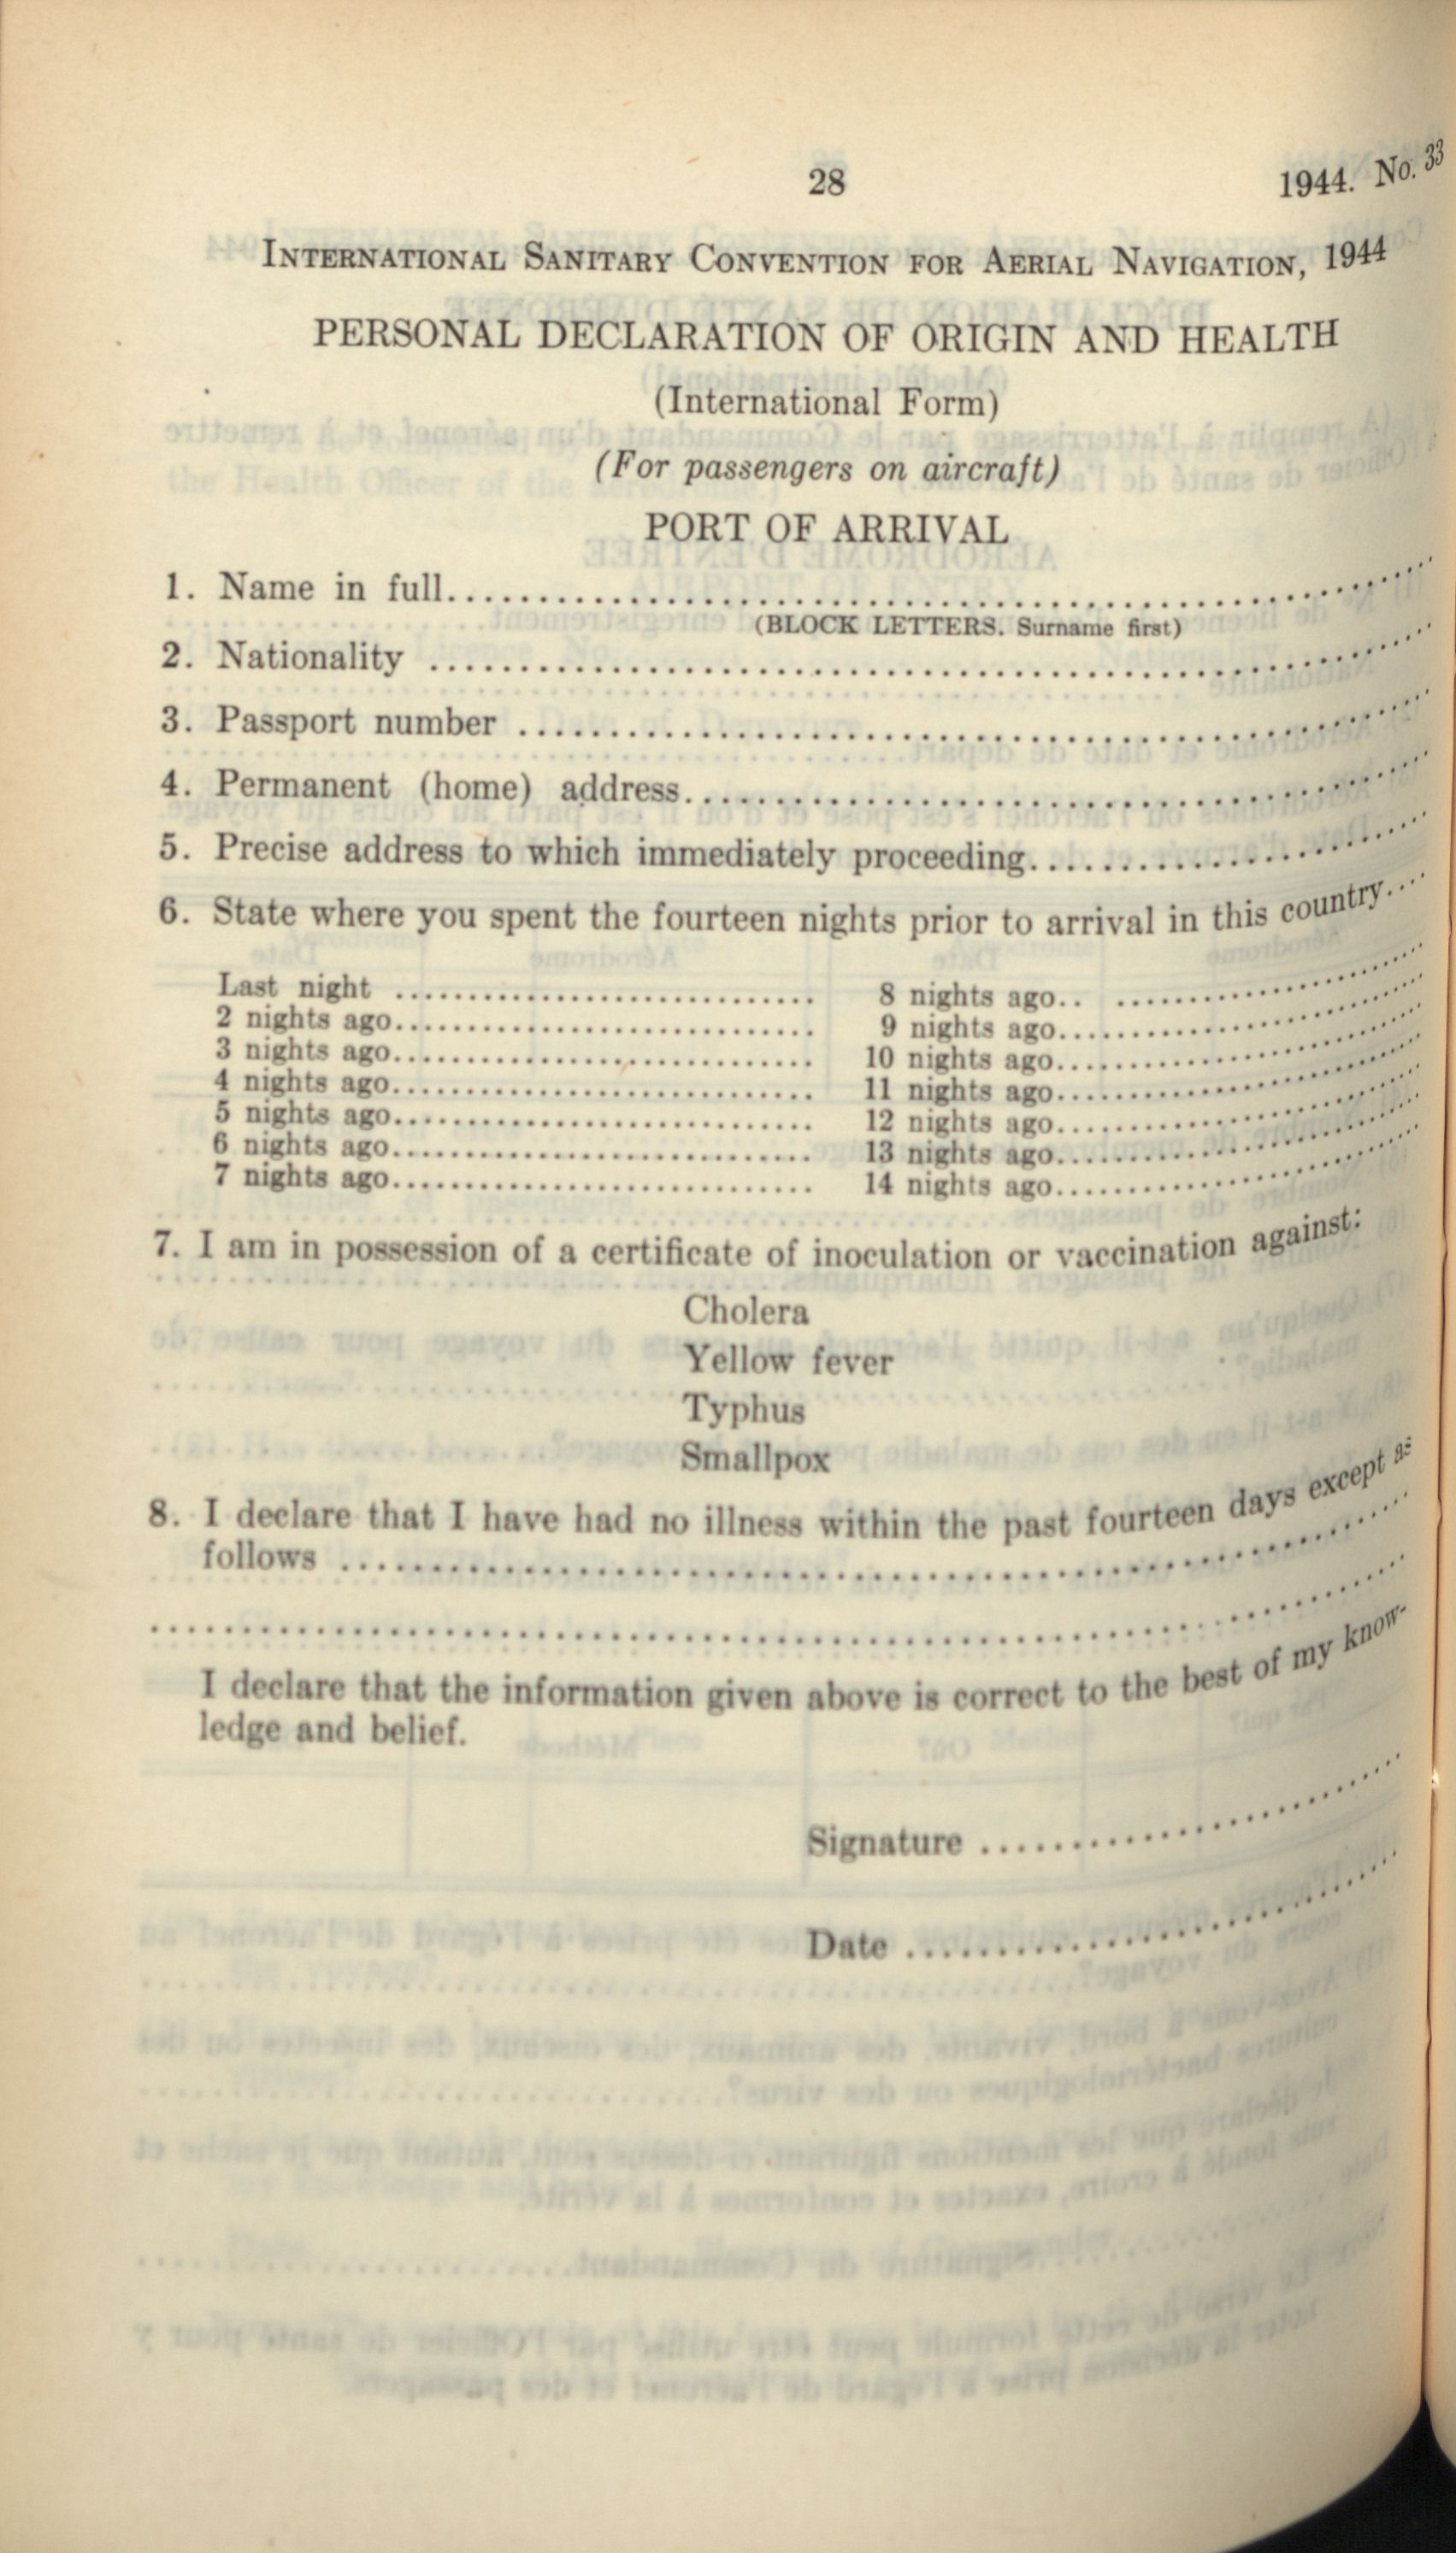 28
1944. No. 33
INTERNATIONAL SANITARY CONVENTION FOR AERIAL NAVIGATION, 1944
PERSONAL DECLARATION OF ORIGIN AND HEALTH
(International Form)
(For passengers on aircraft)
PORT OF ARRIVAL
1. Name in full..........................................................
(BLOCK LETTERS. Surname first)
2. Nationality ..........................................................
3. Passport number ......................................................
4. Permanent (home) address.............................................
5. Precise address to which immediately proceeding.....................
6. State where you spent the fourteen nights prior to arrival in this country....
Last night .............................. 8 nights ago.. .....................
2 nights ago.............................. 9 nights ago........................
3 nights ago.............................. 10 nights ago........................
4 nights ago.............................. 11 nights ago........................
5 nights ago.............................. 12 nights ago........................
6 nights ago.............................. 13 nights ago........................
7 nights ago.............................. 14 nights ago........................
7. I am in possession of a certificate of inoculation or vaccination against:
Cholera
Yellow fever
Typhus
Smallpox
8. I declare that I have had no illness within the past fourteen days except as
follows ................................................................
........................................................................
I declare that the information given above is correct to the best of my know-
ledge and belief.
Signature ..........................
Date ..............................